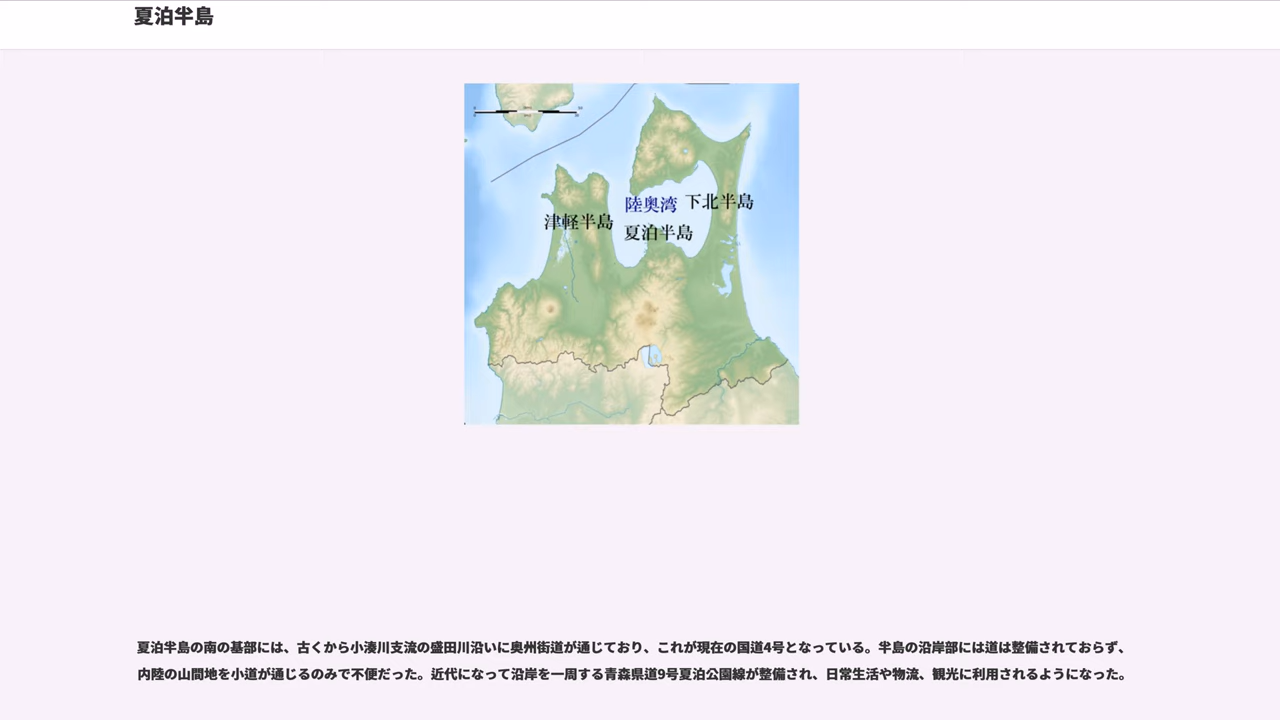 夏泊半島
陸奥湾
下北半島
津軽半島
夏泊半島
夏泊半島の南の基部には、古くから小湊川支流の盛田川沿いに奥州街道が通じており、これが現在の国道4号となっている。半島の沿岸部には道は整備されておらず、
内陸の山間地を小道が通じるのみで不便だった。近代になって沿岸を一周する青森県道9号夏泊公園線が整備され、日常生活や物流、観光に利用されるようになった。